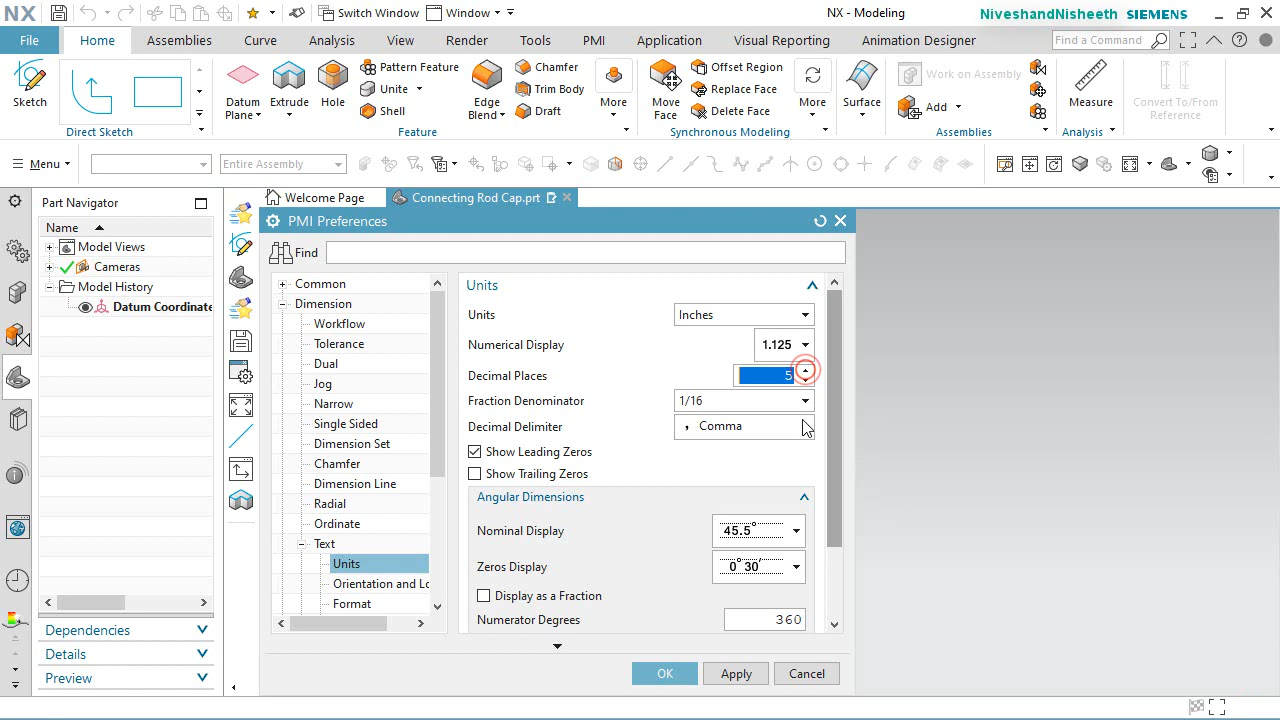 NX
Switch Window
Window
NX - Modeling
NiveshandNisheeth SIEMENS
File
Home
Assemblies
Curve
Analysis
View
Render
Tools
PMI
Application
Visual Reporting
Animation Designer
Find a Command
Sketch
Direct Sketch
Datum Plane
Extrude
Hole
Pattern Feature
Unite
Shell
Edge Blend
Chamfer
Trim Body
Draft
More
Feature
Move Face
Offset Region
Replace Face
Delete Face
More
Synchronous Modeling
Surface
Work on Assembly
Add
Assemblies
Measure
Analysis
Convert To/From Reference
Menu
Entire Assembly
Part Navigator
Name
Model Views
Cameras
Model History
Datum Coordinate
Dependencies
Details
Preview
Welcome Page
Connecting Rod Cap.prt
PMI Preferences
Find
Common
Dimension
Workflow
Tolerance
Dual
Jog
Narrow
Single Sided
Dimension Set
Chamfer
Dimension Line
Radial
Ordinate
Text
Units
Orientation and Lo
Format
Units
Units Inches
Numerical Display 1.125
Decimal Places 5
Fraction Denominator 1/16
Decimal Delimiter , Comma
Show Leading Zeros
Show Trailing Zeros
Angular Dimensions
Nominal Display 45.5°
Zeros Display 0° 30'
Display as a Fraction
Numerator Degrees 360
OK
Apply
Cancel